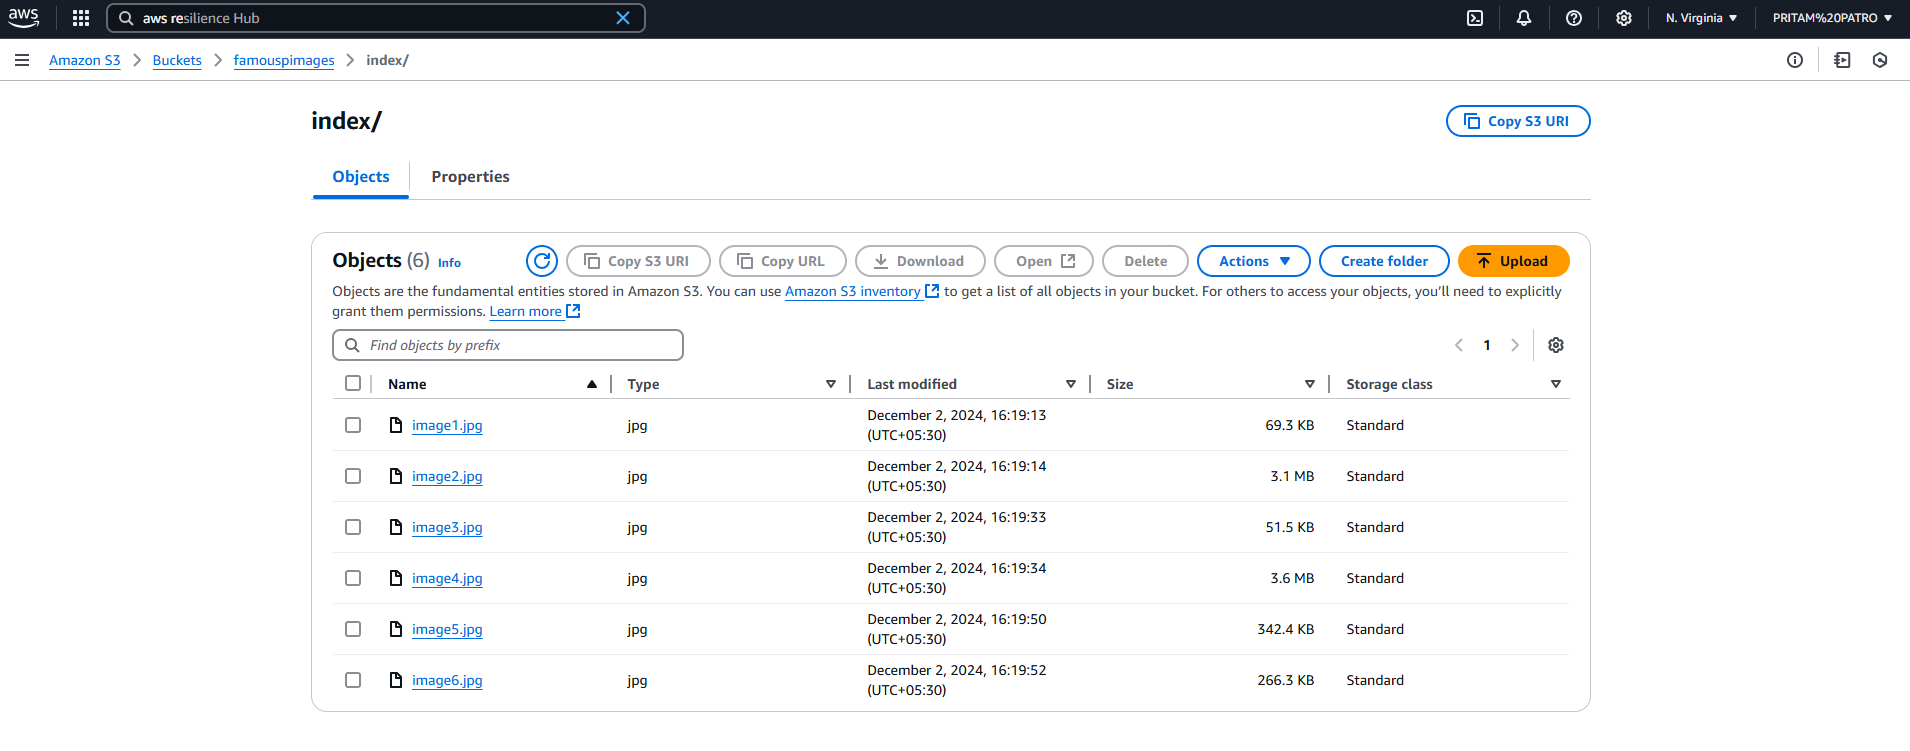 aws
aws resilience Hub
N. Virginia
PRITAM%20PATRO
Amazon S3
Buckets
famouspimages
index/
index/
Copy S3 URI
Objects
Properties
Objects (6) Info
Copy S3 URI
Copy URL
Download
Open
Delete
Actions
Create folder
Upload
Objects are the fundamental entities stored in Amazon S3. You can use Amazon S3 inventory to get a list of all objects in your bucket. For others to access your objects, you'll need to explicitly
grant them permissions. Learn more
Find objects by prefix
1
Name Type Last modified Size Storage class
image1.jpg jpg December 2, 2024, 16:19:13 69.3 KB Standard
(UTC+05:30)
image2.jpg jpg December 2, 2024, 16:19:14 3.1 MB Standard
(UTC+05:30)
image3.jpg jpg December 2, 2024, 16:19:33 51.5 KB Standard
(UTC+05:30)
image4.jpg jpg December 2, 2024, 16:19:34 3.6 MB Standard
(UTC+05:30)
image5.jpg jpg December 2, 2024, 16:19:50 342.4 KB Standard
(UTC+05:30)
image6.jpg jpg December 2, 2024, 16:19:52 266.3 KB Standard
(UTC+05:30)